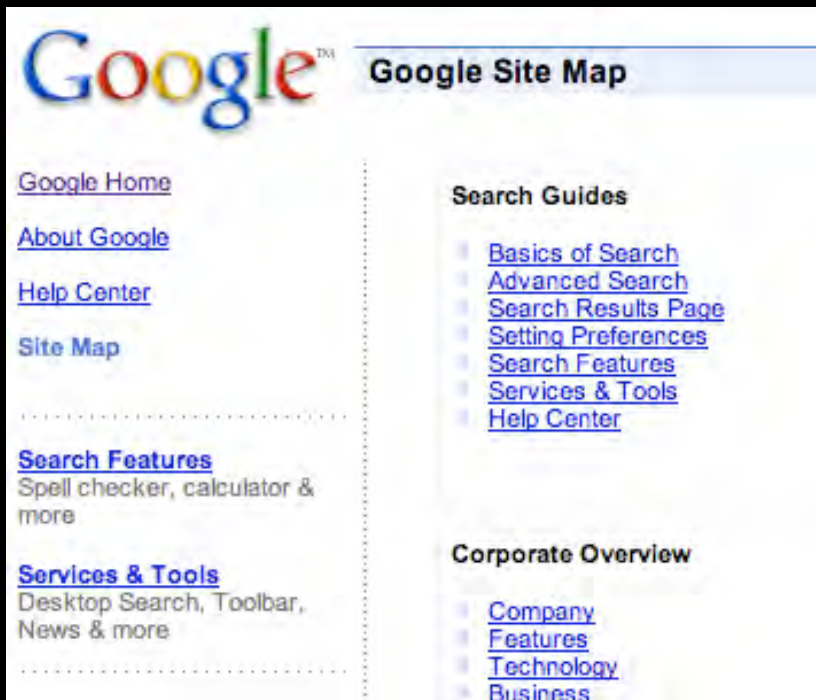 Google™
Google Site Map
Google Home
About Google
Help Center
Site Map
Search Features
Spell checker, calculator &
more
Services & Tools
Desktop Search, Toolbar,
News & more
Search Guides
Basics of Search
Advanced Search
Search Results Page
Setting Preferences
Search Features
Services & Tools
Help Center
Corporate Overview
Company
Features
Technology
Business